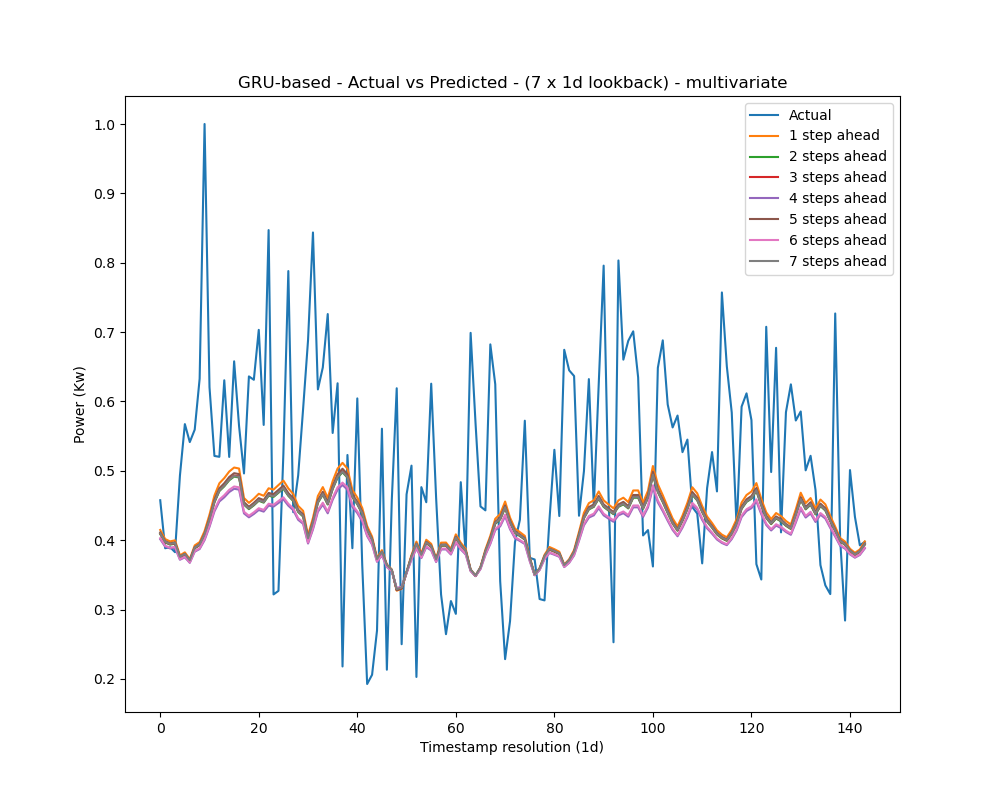 GRU-based - Actual vs Predicted - (7 x 1d lookback) - multivariate
Actual
1 step ahead
2 steps ahead
3 steps ahead
4 steps ahead
5 steps ahead
6 steps ahead
7 steps ahead
Power (Kw)
1.0
0.9
0.8
0.7
0.6
0.5
0.4
0.3
0.2
0 20 40 60 80 100 120 140
Timestamp resolution (1d)